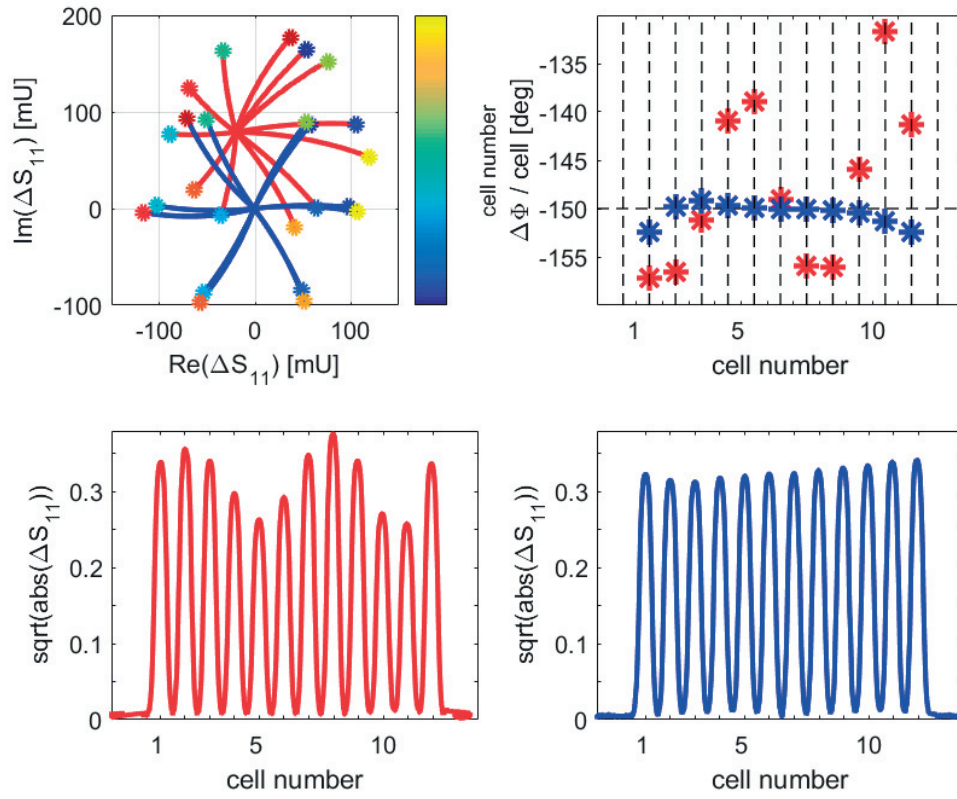 200
100
0
-100
Im(ΔS11) [mU]
-100 0 100
Re(ΔS11) [mU]
cell number
-135
-140
-145
-150
-155
ΔΦ / cell [deg]
1 5 10
cell number
0.3
0.2
0.1
0
sqrt(abs(ΔS11))
1 5 10
cell number
0.3
0.2
0.1
0
sqrt(abs(ΔS11))
1 5 10
cell number